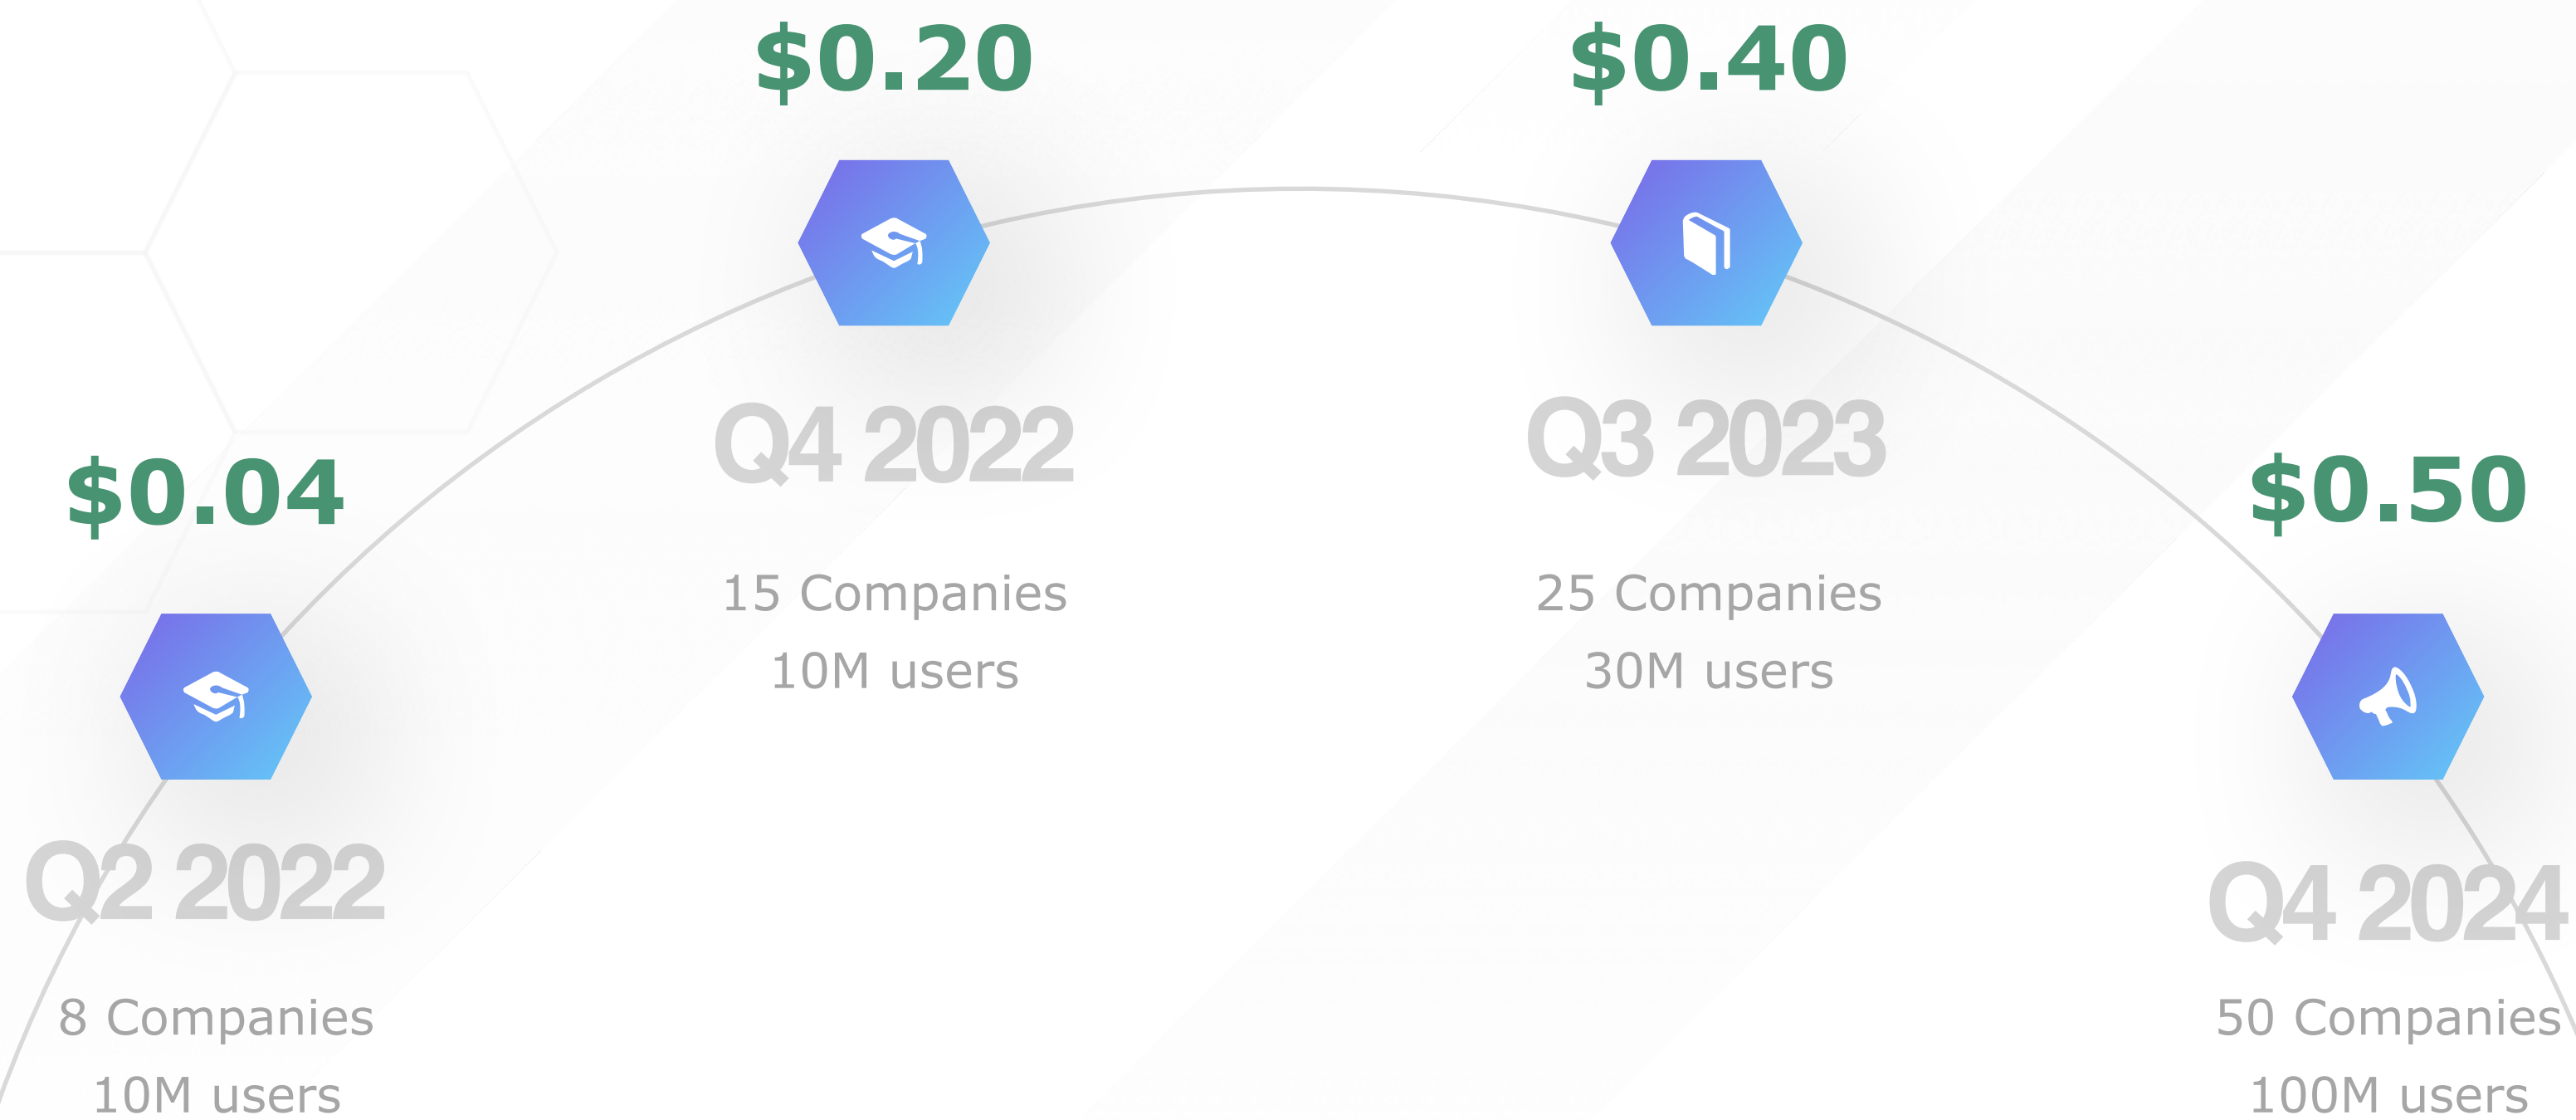 $0.04
Q2 2022
8 Companies
10M users
$0.20
Q4 2022
15 Companies
10M users
$0.40
Q3 2023
25 Companies
30M users
$0.50
Q4 2024
50 Companies
100M users